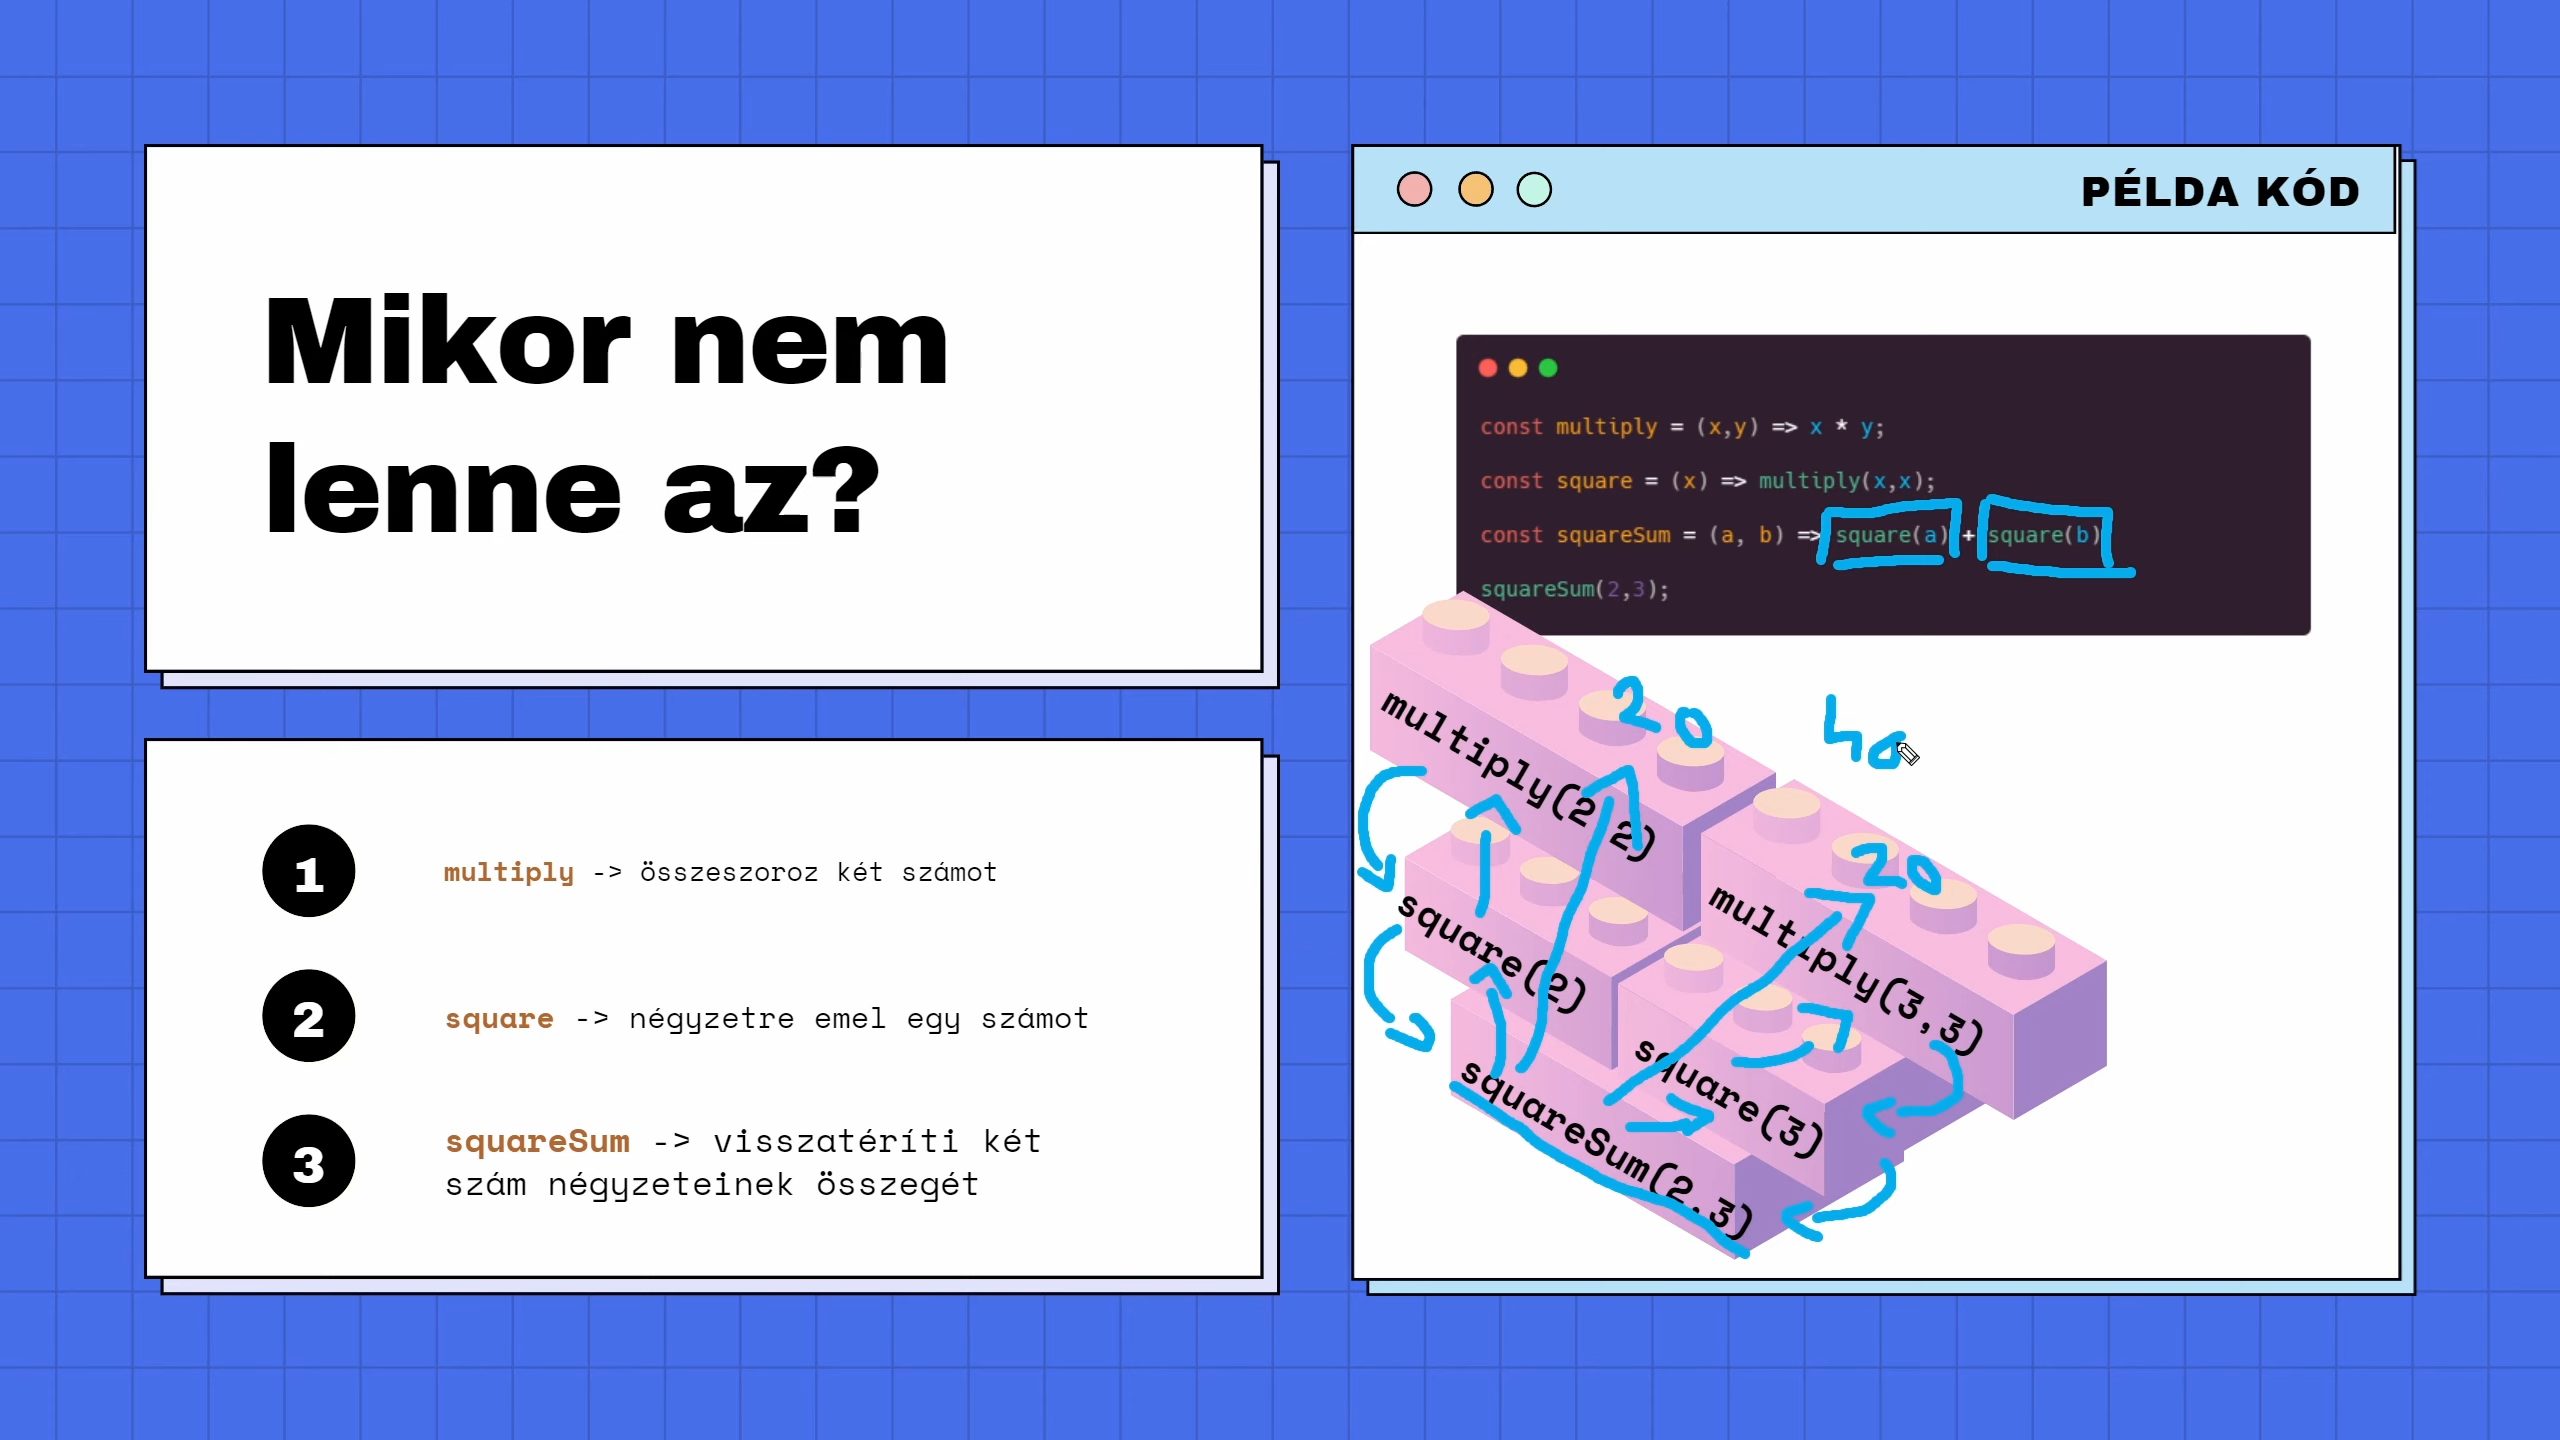 Mikor nem
lenne az?
1
multiply -> összeszoroz két számot
2
square -> négyzetre emel egy számot
3
squareSum -> visszatéríti két
szám négyzeteinek összegét
PÉLDA KÓD
const multiply = (x,y) => x * y;
const square = (x) => multiply(x,x);
const squareSum = (a, b) => square(a) + square(b)
squareSum(2,3);
20
40
multiply(2,2)
20
multiply(3,3)
square(2)
square(3)
squareSum(2,3)